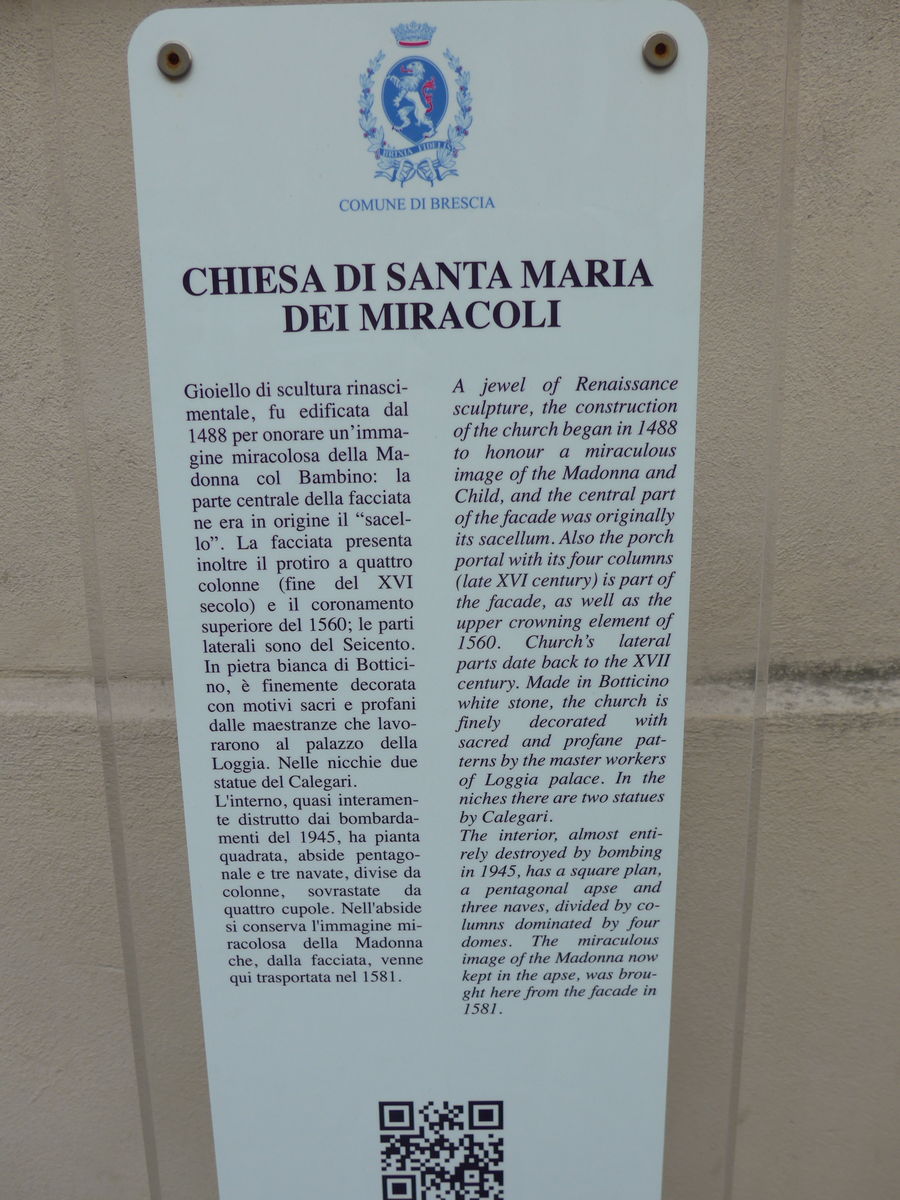 BRIXIA FIDELIS
COMUNE DI BRESCIA
CHIESA DI SANTA MARIA
DEI MIRACOLI
Gioiello di scultura rinasci-
mentale, fu edificata dal
1488 per onorare un'imma-
gine miracolosa della Ma-
donna col Bambino: la
parte centrale della facciata
ne era in origine il “sacel-
lo”. La facciata presenta
inoltre il protiro a quattro
colonne (fine del XVI
secolo) e il coronamento
superiore del 1560; le parti
laterali sono del Seicento.
In pietra bianca di Bottici-
no, è finemente decorata
con motivi sacri e profani
dalle maestranze che lavo-
rarono al palazzo della
Loggia. Nelle nicchie due
statue del Calegari.
L'interno, quasi interamen-
te distrutto dai bombarda-
menti del 1945, ha pianta
quadrata, abside pentago-
nale e tre navate, divise da
colonne, sovrastate da
quattro cupole. Nell'abside
si conserva l'immagine mi-
racolosa della Madonna
che, dalla facciata, venne
qui trasportata nel 1581.
A jewel of Renaissance
sculpture, the construction
of the church began in 1488
to honour a miraculous
image of the Madonna and
Child, and the central part
of the facade was originally
its sacellum. Also the porch
portal with its four columns
(late XVI century) is part of
the facade, as well as the
upper crowning element of
1560. Church's lateral
parts date back to the XVII
century. Made in Botticino
white stone, the church is
finely decorated with
sacred and profane pat-
terns by the master workers
of Loggia palace. In the
niches there are two statues
by Calegari.
The interior, almost enti-
rely destroyed by bombing
in 1945, has a square plan,
a pentagonal apse and
three naves, divided by co-
lumns dominated by four
domes. The miraculous
image of the Madonna now
kept in the apse, was brou-
ght here from the facade in
1581.